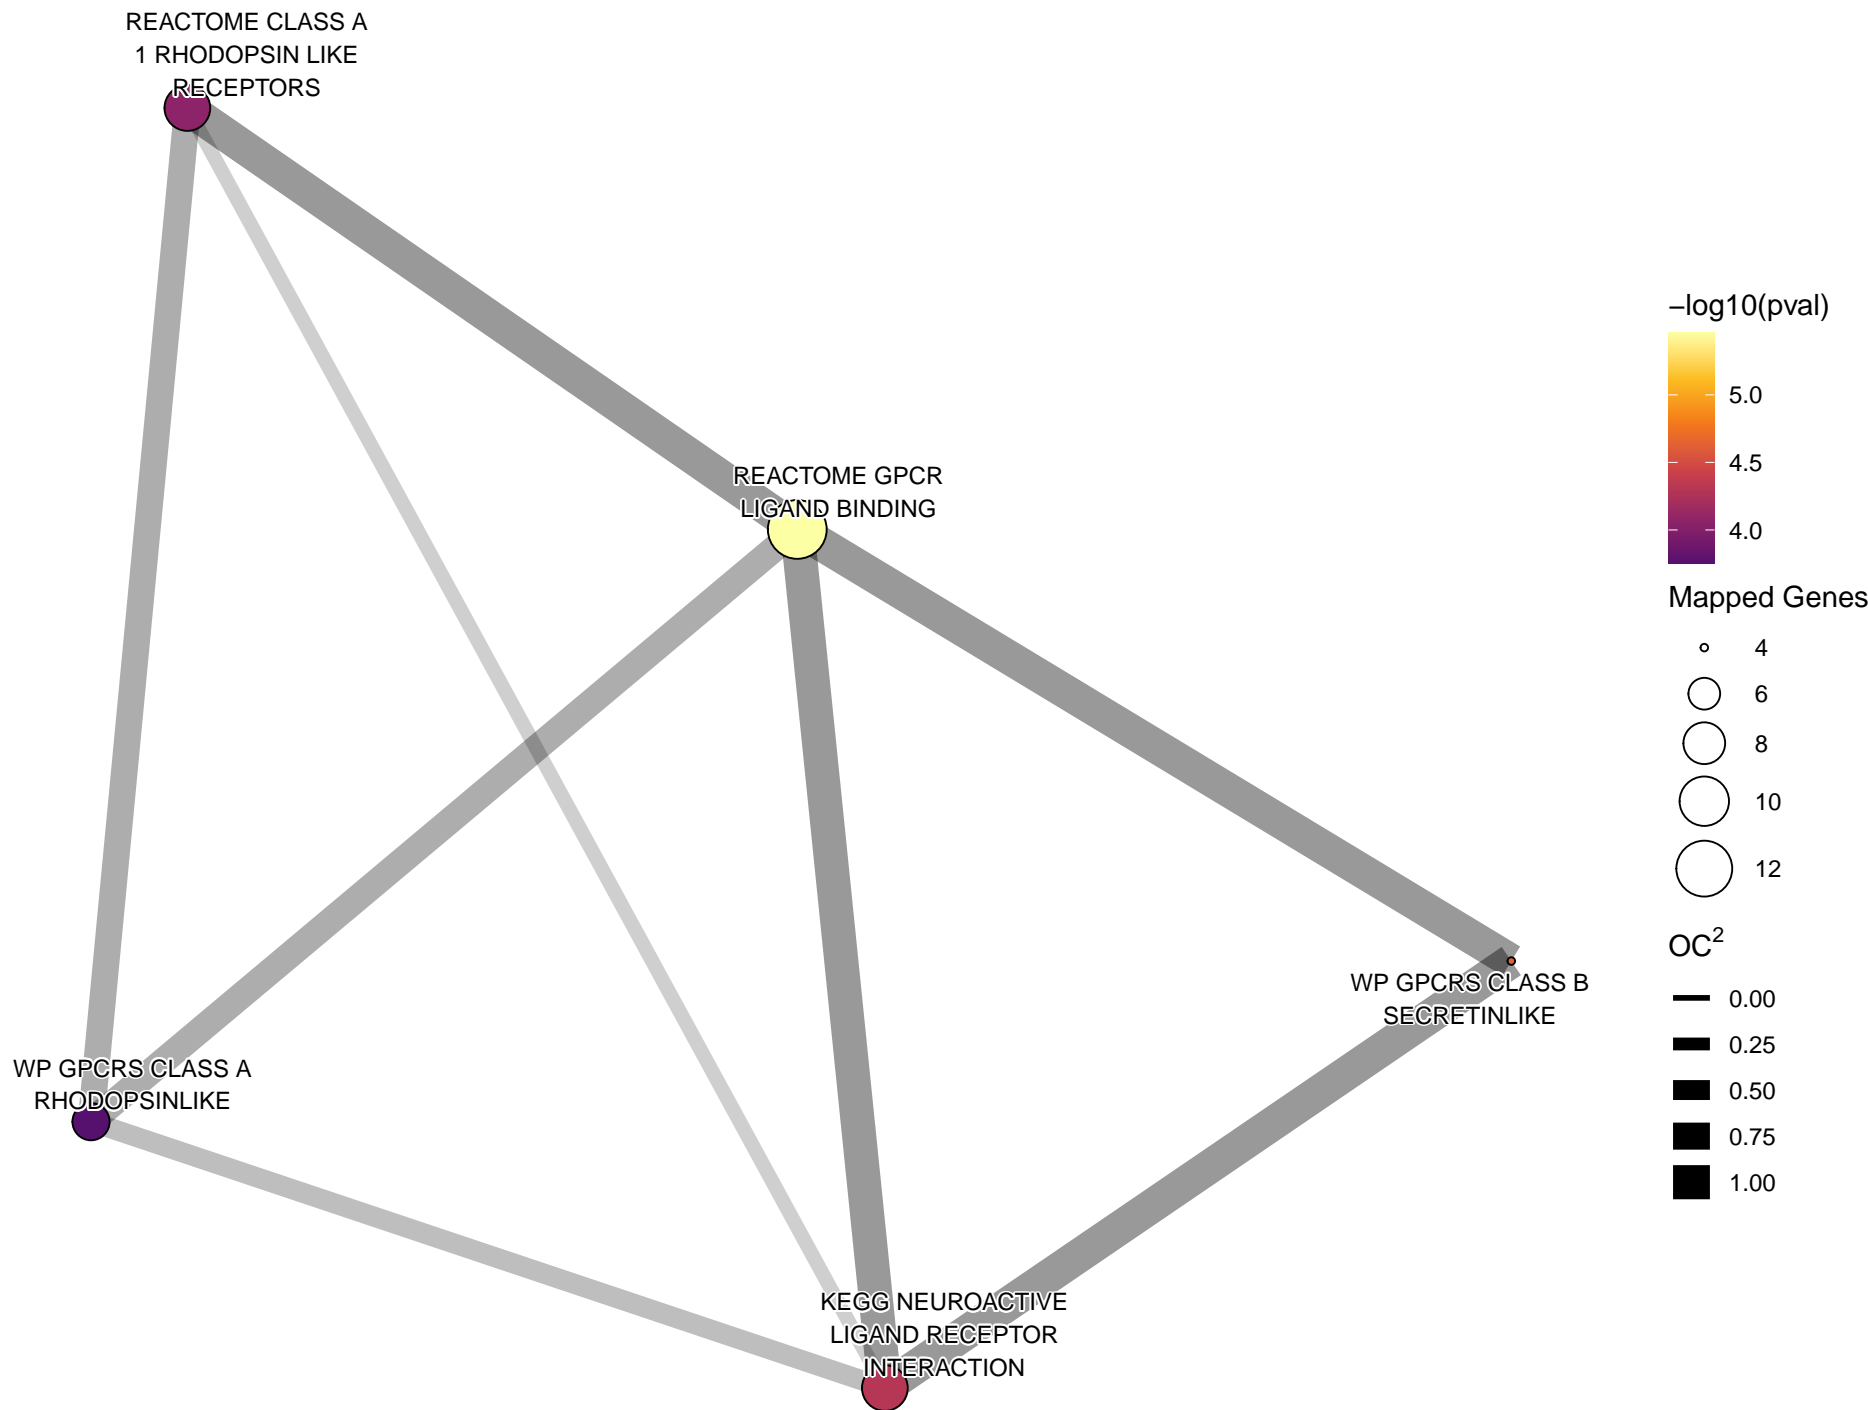 REACTOME CLASS A
1 RHODOPSIN LIKE
RECEPTORS
REACTOME GPCR
LIGAND BINDING
WP GPCRS CLASS B
SECRETINLIKE
WP GPCRS CLASS A
RHODOPSINLIKE
KEGG NEUROACTIVE
LIGAND RECEPTOR
INTERACTION
−log10(pval)
5.0
4.5
4.0
Mapped Genes
4
6
8
10
12
OC²
0.00
0.25
0.50
0.75
1.00